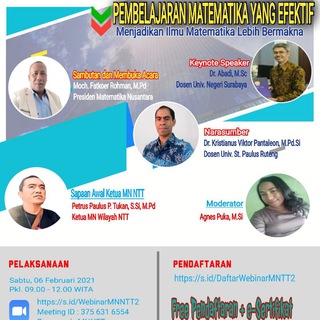 PEMBELAJARAN MATEMATIKA YANG EFEKTIF
Menjadikan Ilmu Matematika Lebih Bermakna
Keynote Speaker
Dr. Abadi, M.Sc
Dosen Univ. Negeri Surabaya
Sambutan dan Membuka Acara
Moch. Fatkoer Rohman, M.Pd
Presiden Matematika Nusantara
Narasumber
Dr. Kristianus Viktor Pantaleon, M.Pd.Si
Dosen Univ. St. Paulus Ruteng
Sapaan Awal Ketua MN NTT
Petrus Paulus P. Tukan, S.Si, M.Pd
Ketua MN Wilayah NTT
Moderator
Agnes Puka, M.Si
PELAKSANAAN
Sabtu, 06 Februari 2021
Pkl. 09.00 - 12.00 WITA
https://s.id/WebinarMNNTT2
Meeting ID : 375 631 6554
PENDAFTARAN
https://s.id/DaftarWebinarMNTT2
Free Pendaftaran + e-Sertifikat